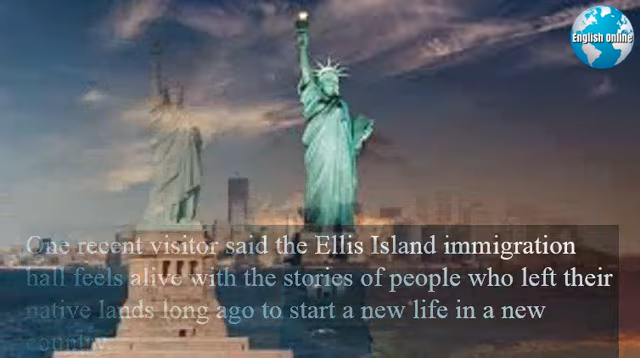 English online
One recent visitor said the Ellis Island immigration
hall feels alive with the stories of people who left their
native lands long ago to start a new life in a new
country.